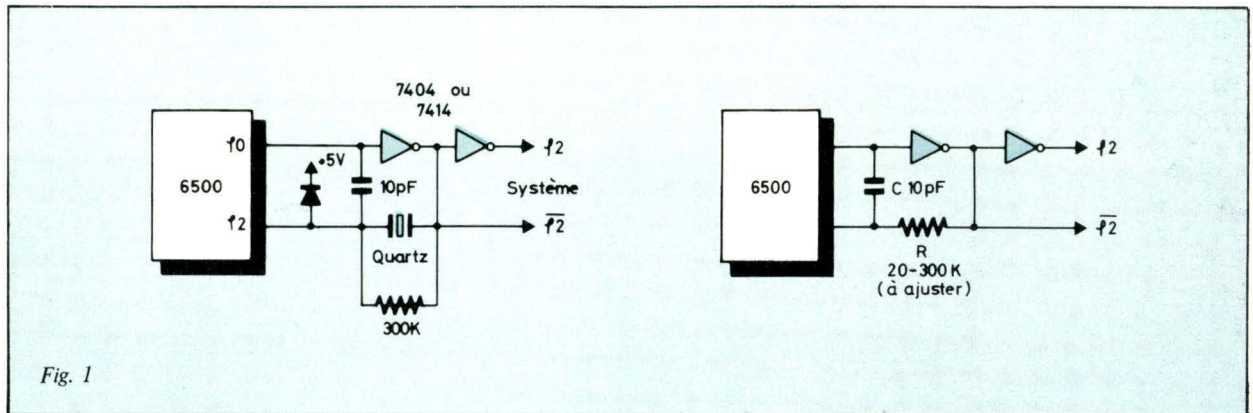 7404 ou
7414
φ0
+5V
6500
10pF
φ2
Système
φ2
φ2
Quartz
300K
6500
C 10pF
R
20-300K
(à ajuster)
φ2
φ2
Fig. 1